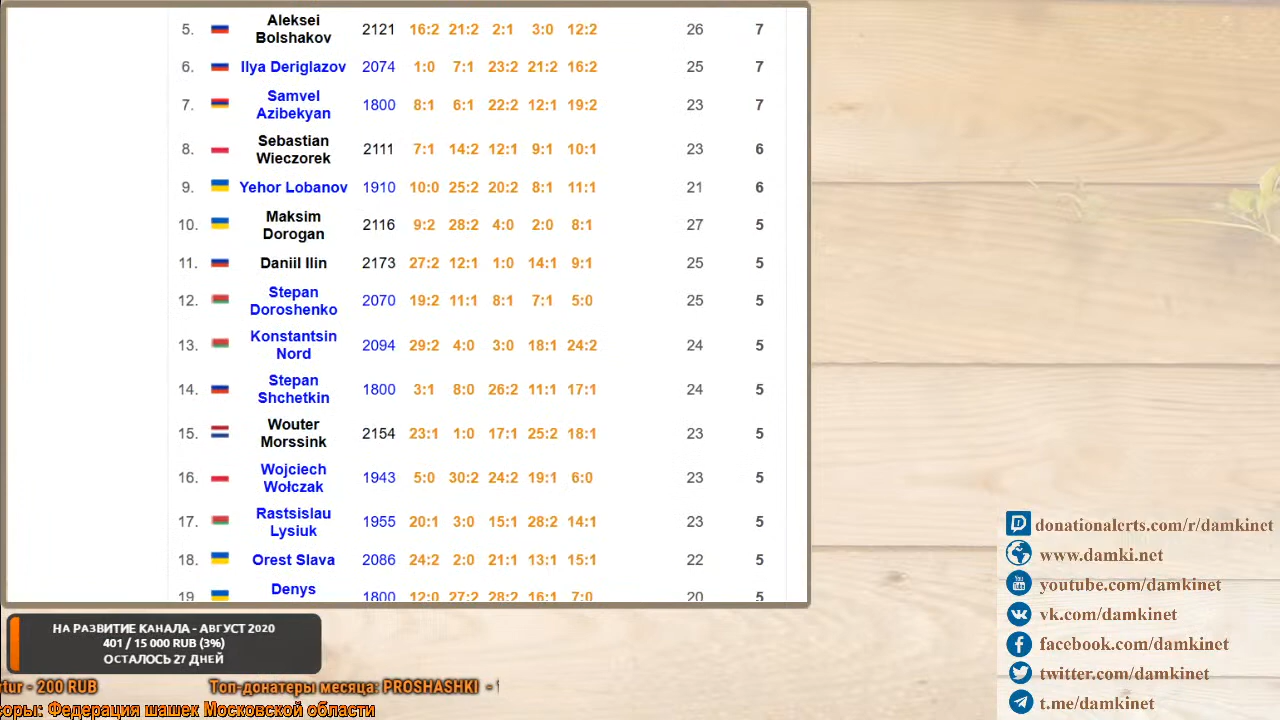 5. Aleksei Bolshakov 2121 16:2 21:2 2:1 3:0 12:2 26 7
6. Ilya Deriglazov 2074 1:0 7:1 23:2 21:2 16:2 25 7
7. Samvel Azibekyan 1800 8:1 6:1 22:2 12:1 19:2 23 7
8. Sebastian Wieczorek 2111 7:1 14:2 12:1 9:1 10:1 23 6
9. Yehor Lobanov 1910 10:0 25:2 20:2 8:1 11:1 21 6
10. Maksim Dorogan 2116 9:2 28:2 4:0 2:0 8:1 27 5
11. Daniil Ilin 2173 27:2 12:1 1:0 14:1 9:1 25 5
12. Stepan Doroshenko 2070 19:2 11:1 8:1 7:1 5:0 25 5
13. Konstantsin Nord 2094 29:2 4:0 3:0 18:1 24:2 24 5
14. Stepan Shchetkin 1800 3:1 8:0 26:2 11:1 17:1 24 5
15. Wouter Morssink 2154 23:1 1:0 17:1 25:2 18:1 23 5
16. Wojciech Wołczak 1943 5:0 30:2 24:2 19:1 6:0 23 5
17. Rastsislau Lysiuk 1955 20:1 3:0 15:1 28:2 14:1 23 5
18. Orest Slava 2086 24:2 2:0 21:1 13:1 15:1 22 5
19 Denys 1800 12:0 27:2 28:2 16:1 7:0 20 5
НА РАЗВИТИЕ КАНАЛА - АВГУСТ 2020
401 / 15 000 RUB (3%)
ОСТАЛОСЬ 27 ДНЕЙ
tur - 200 RUB Топ-донатеры месяца: PROSHASHKI -
соры: Федерация шашек Московской области
donationalerts.com/r/damkinet
www.damki.net
youtube.com/damkinet
vk.com/damkinet
facebook.com/damkinet
twitter.com/damkinet
t.me/damkinet